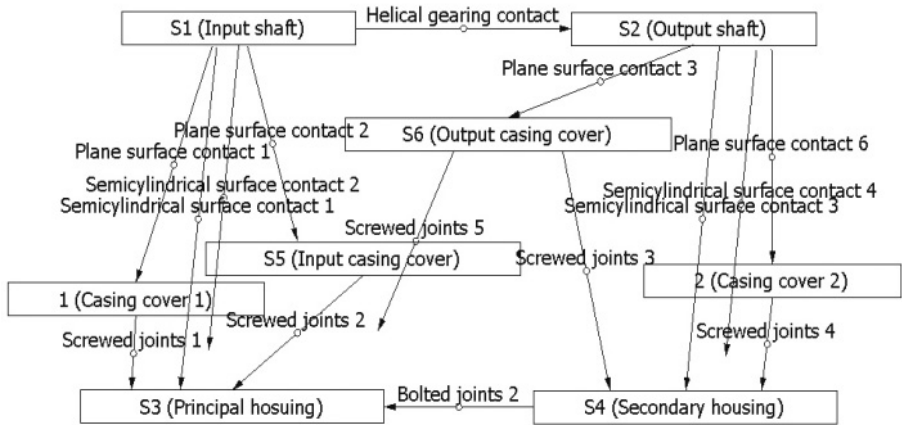 Helical gearing contact
S1 (Input shaft)
S2 (Output shaft)
Plane surface contact 3
Plane surface contact 2
S6 (Output casing cover)
Plane surface contact 1
Plane surface contact 6
Semicylindrical surface contact 2
Semicylindrical surface contact 4
Semicylindrical surface contact 1
Semicylindrical surface contact 3
Screwed joints 5
S5 (Input casing cover)
Screwed joints 3
2 (Casing cover 2)
1 (Casing cover 1)
Screwed joints 2
Screwed joints 1
Screwed joints 4
Bolted joints 2
S3 (Principal hosuing)
S4 (Secondary housing)